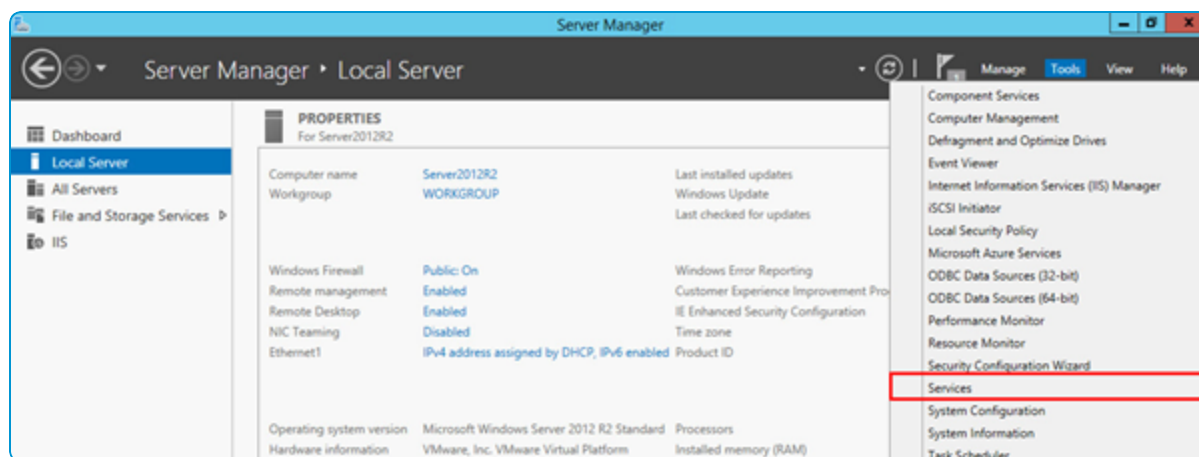 Server Manager
Server Manager • Local Server
Manage Tools View Help
Dashboard
Local Server
All Servers
File and Storage Services
IIS
PROPERTIES
For Server2012R2
Computer name Server2012R2 Last installed updates
Workgroup WORKGROUP Windows Update
Last checked for updates
Windows Firewall Public: On Windows Error Reporting
Remote management Enabled Customer Experience Improvement Pro
Remote Desktop Enabled IE Enhanced Security Configuration
NIC Teaming Disabled Time zone
Ethernet1 IPv4 address assigned by DHCP, IPv6 enabled Product ID
Operating system version Microsoft Windows Server 2012 R2 Standard Processors
Hardware information VMware, Inc. VMware Virtual Platform Installed memory (RAM)
Component Services
Computer Management
Defragment and Optimize Drives
Event Viewer
Internet Information Services (IIS) Manager
iSCSI Initiator
Local Security Policy
Microsoft Azure Services
ODBC Data Sources (32-bit)
ODBC Data Sources (64-bit)
Performance Monitor
Resource Monitor
Security Configuration Wizard
Services
System Configuration
System Information
Task Scheduler